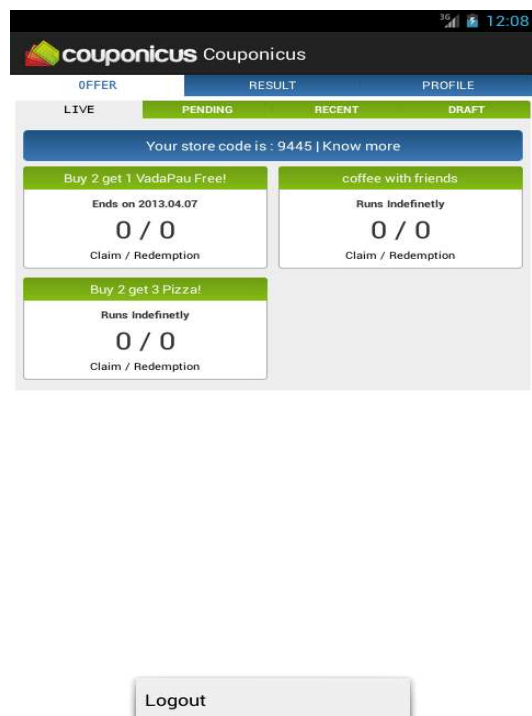 3G 12:08
couponicus Couponicus
OFFER RESULT PROFILE
LIVE PENDING RECENT DRAFT
Your store code is : 9445 | Know more
Buy 2 get 1 VadaPau Free!
Ends on 2013.04.07
0 / 0
Claim / Redemption
coffee with friends
Runs Indefinetly
0 / 0
Claim / Redemption
Buy 2 get 3 Pizza!
Runs Indefinetly
0 / 0
Claim / Redemption
Logout